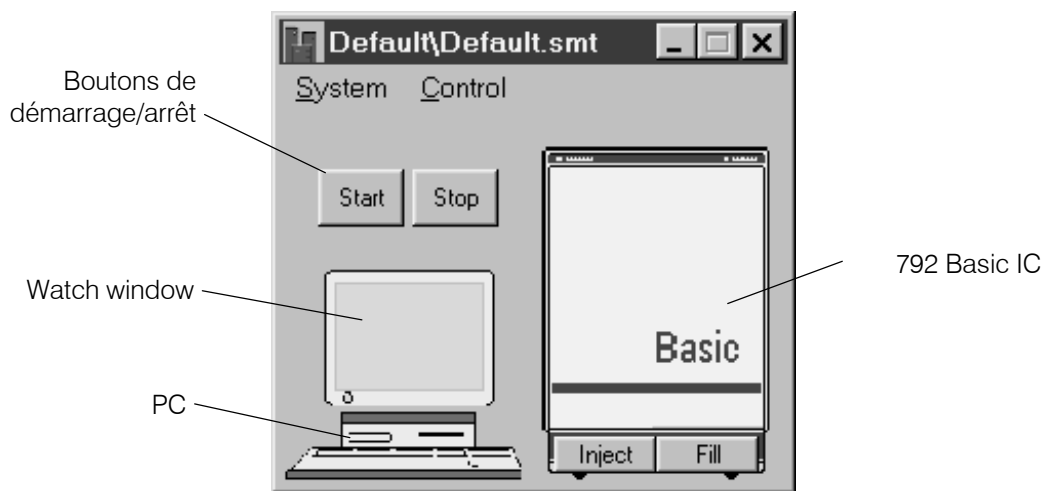 Default\Default.smt
System Control
Boutons de
démarrage/arrêt
Start Stop
792 Basic IC
Watch window
Basic
PC
Inject Fill